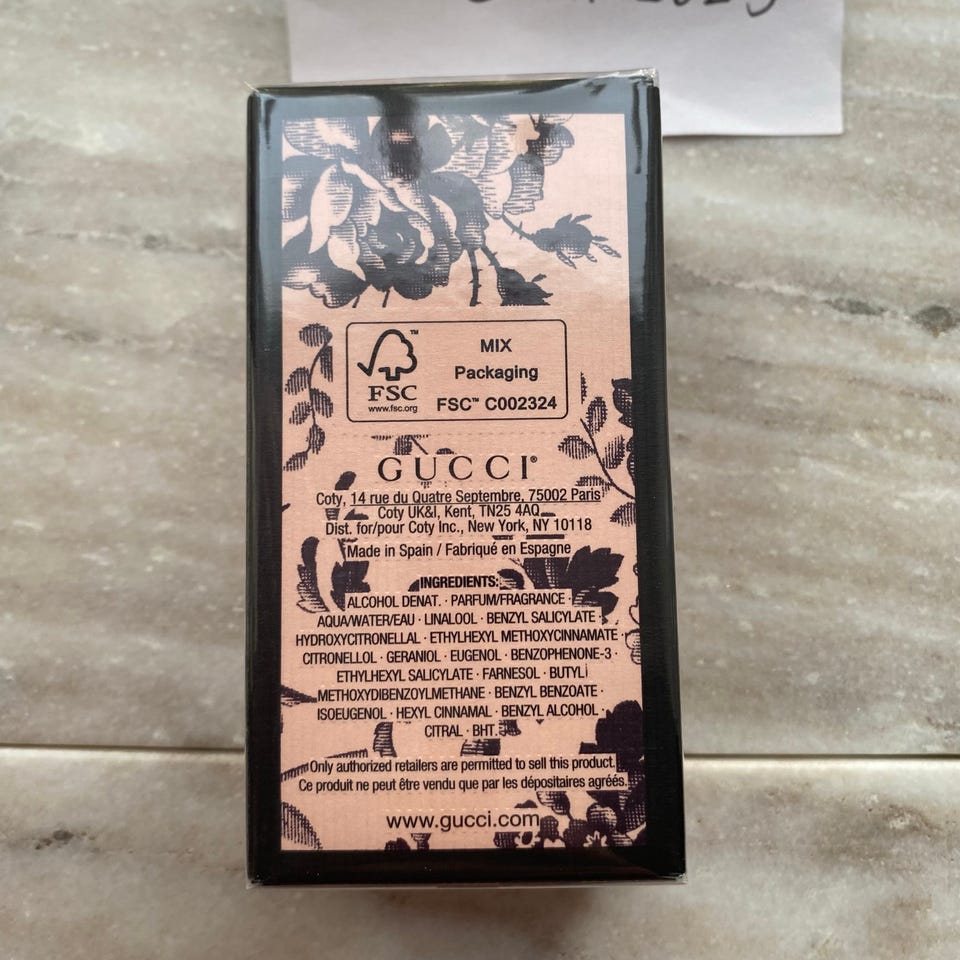 FSC™
www.fsc.org
MIX
Packaging
FSC™ C002324
GUCCI®
Coty, 14 rue du Quatre Septembre, 75002 Paris
Coty UK&I, Kent, TN25 4AQ
Dist. for/pour Coty Inc., New York, NY 10118
Made in Spain / Fabriqué en Espagne
INGREDIENTS:
ALCOHOL DENAT. · PARFUM/FRAGRANCE ·
AQUA/WATER/EAU · LINALOOL · BENZYL SALICYLATE ·
HYDROXYCITRONELLAL · ETHYLHEXYL METHOXYCINNAMATE ·
CITRONELLOL · GERANIOL · EUGENOL · BENZOPHENONE-3 ·
ETHYLHEXYL SALICYLATE · FARNESOL · BUTYL
METHOXYDIBENZOYLMETHANE · BENZYL BENZOATE ·
ISOEUGENOL · HEXYL CINNAMAL · BENZYL ALCOHOL ·
CITRAL · BHT.
Only authorized retailers are permitted to sell this product.
Ce produit ne peut être vendu que par les dépositaires agréés.
www.gucci.com